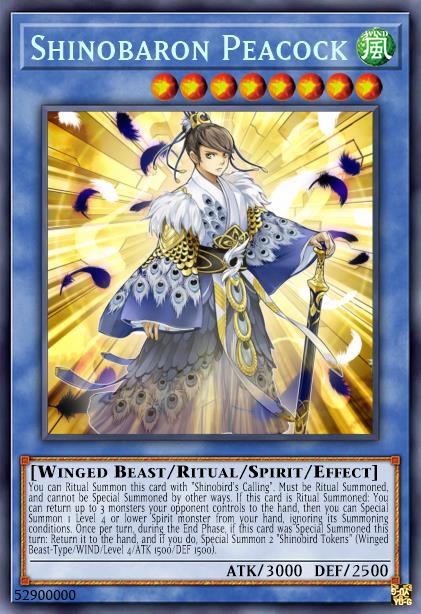 SHINOBARON PEACOCK
WIND
風
[WINGED BEAST/RITUAL/SPIRIT/EFFECT]
You can Ritual Summon this card with "Shinobird's Calling". Must be Ritual Summoned,
and cannot be Special Summoned by other ways. If this card is Ritual Summoned: You
can return up to 3 monsters your opponent controls to the hand, then you can Special
Summon 1 Level 4 or lower Spirit monster from your hand, ignoring its Summoning
conditions. Once per turn, during the End Phase, if this card was Special Summoned this
turn: Return it to the hand, and if you do, Special Summon 2 "Shinobird Tokens" (Winged
Beast-Type/WIND/Level 4/ATK 1500/DEF 1500).
ATK/3000 DEF/2500
52900000